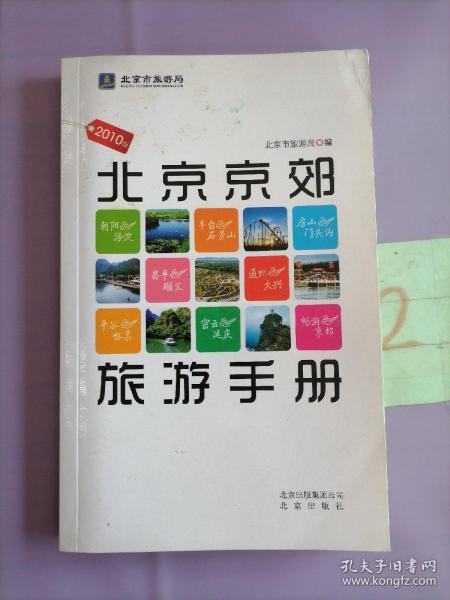 北京市旅游局
BEIJING TOURISM ADMINISTRATION
2010版
北京市旅游局 编
北京京郊
朝阳 海淀
丰台 石景山
房山 门头沟
昌平 顺义
通州 大兴
平谷 怀柔
密云 延庆
畅游 京郊
旅游手册
2
北京出版集团公司
北京出版社
孔夫子旧书网
www.kongfz.com